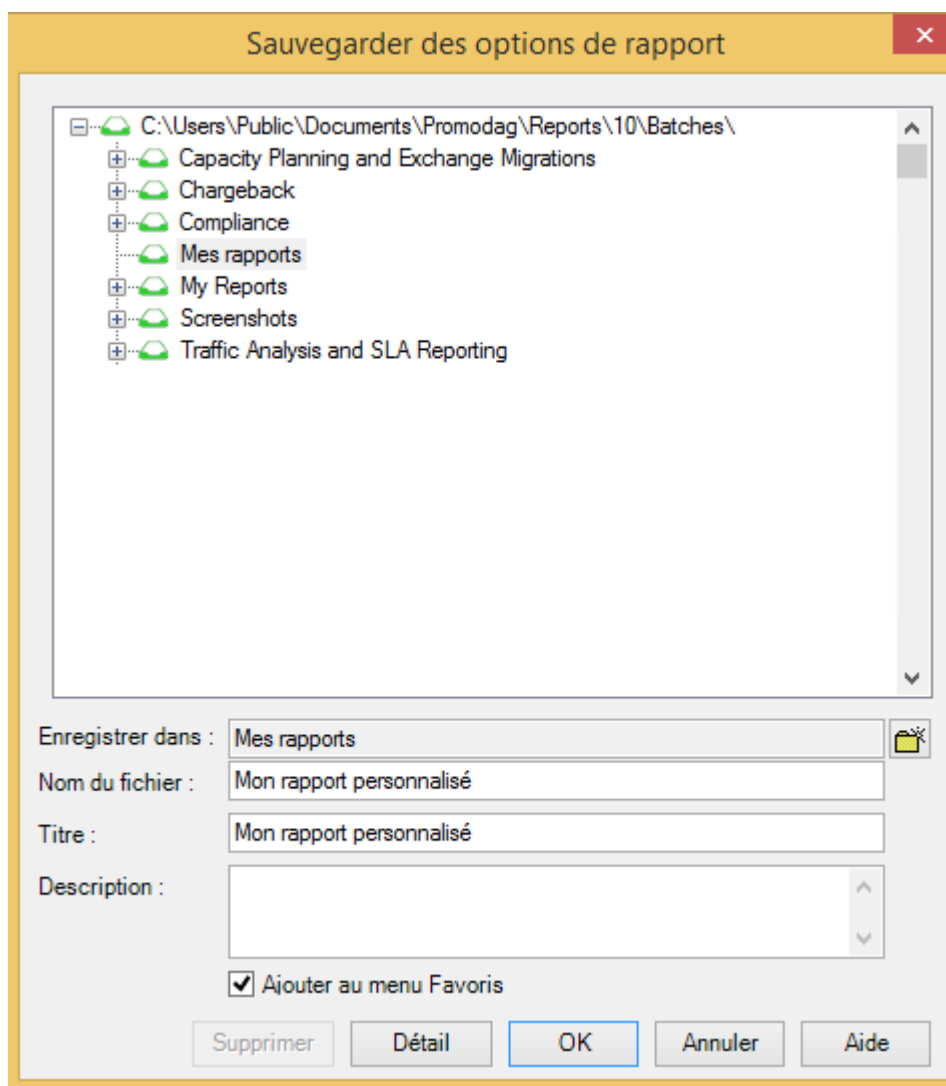 Sauvegarder des options de rapport
C:\Users\Public\Documents\Promodag\Reports\10\Batches\
Capacity Planning and Exchange Migrations
Chargeback
Compliance
Mes rapports
My Reports
Screenshots
Traffic Analysis and SLA Reporting
Enregistrer dans : Mes rapports
Nom du fichier : Mon rapport personnalisé
Titre : Mon rapport personnalisé
Description :
Ajouter au menu Favoris
Supprimer Détail OK Annuler Aide